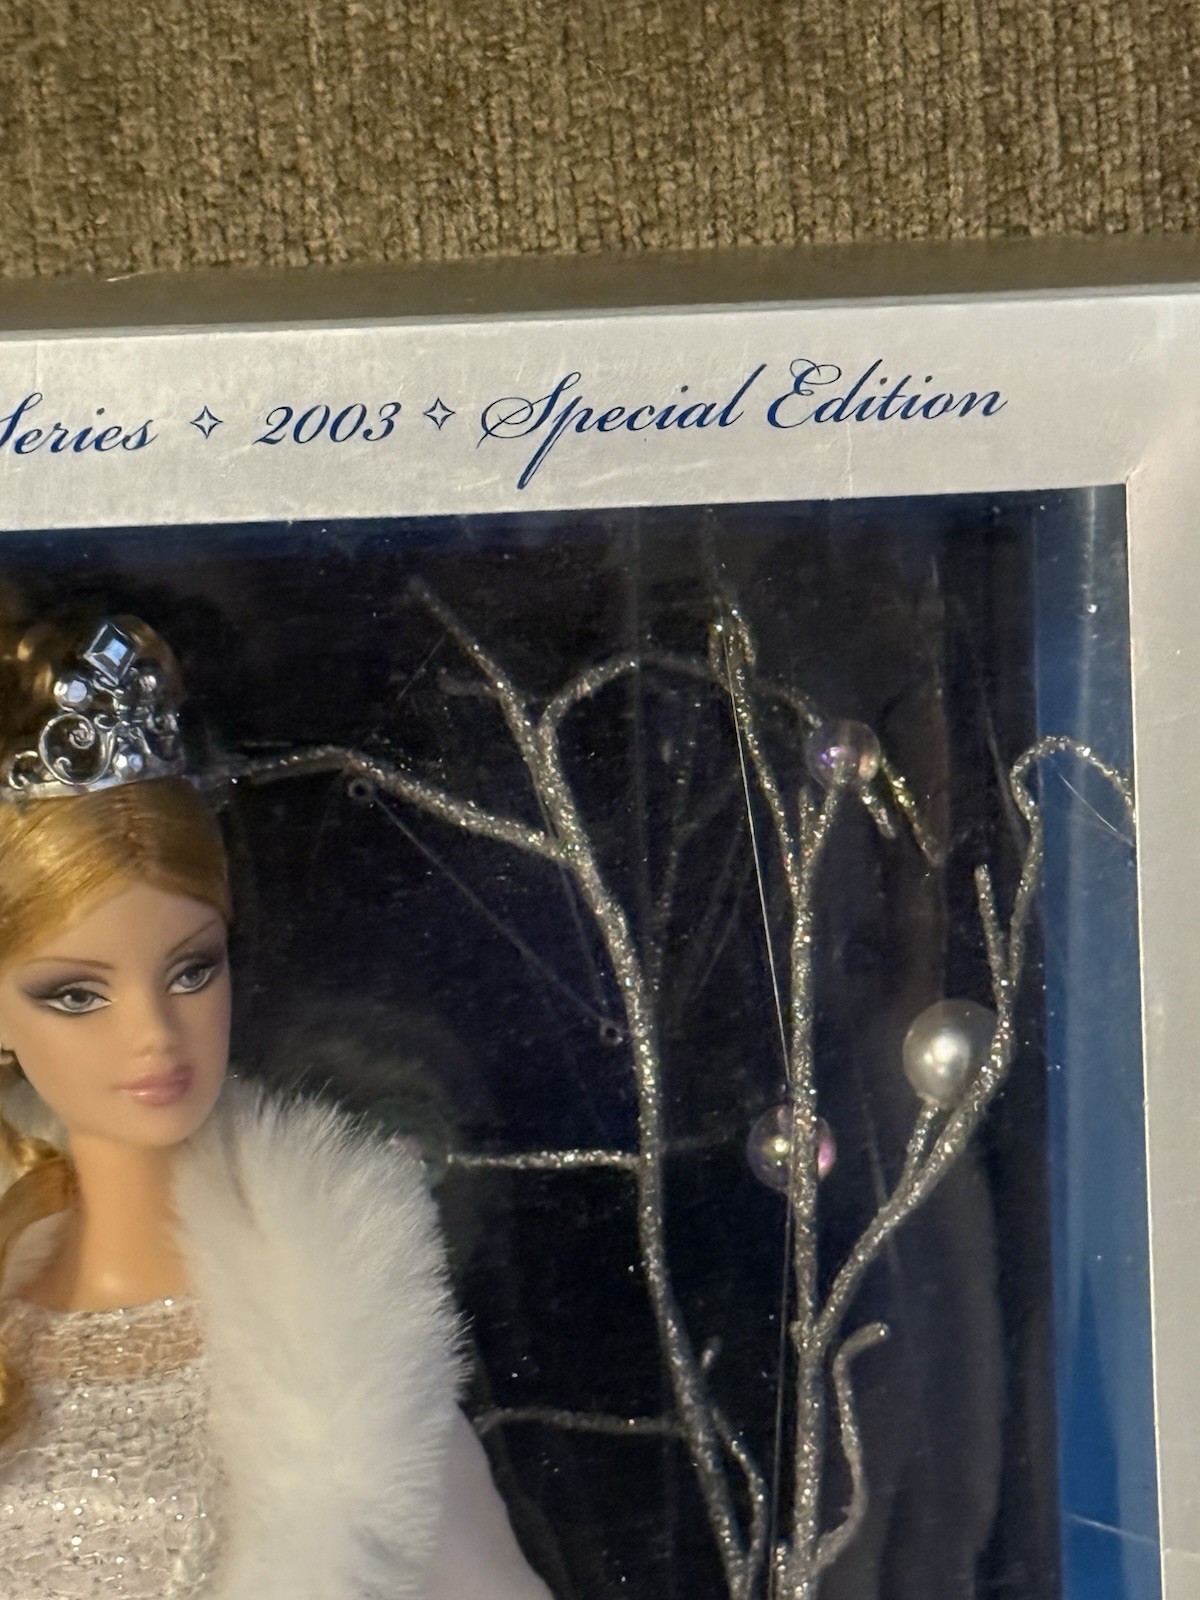 Series ✧ 2003 ✧ Special Edition